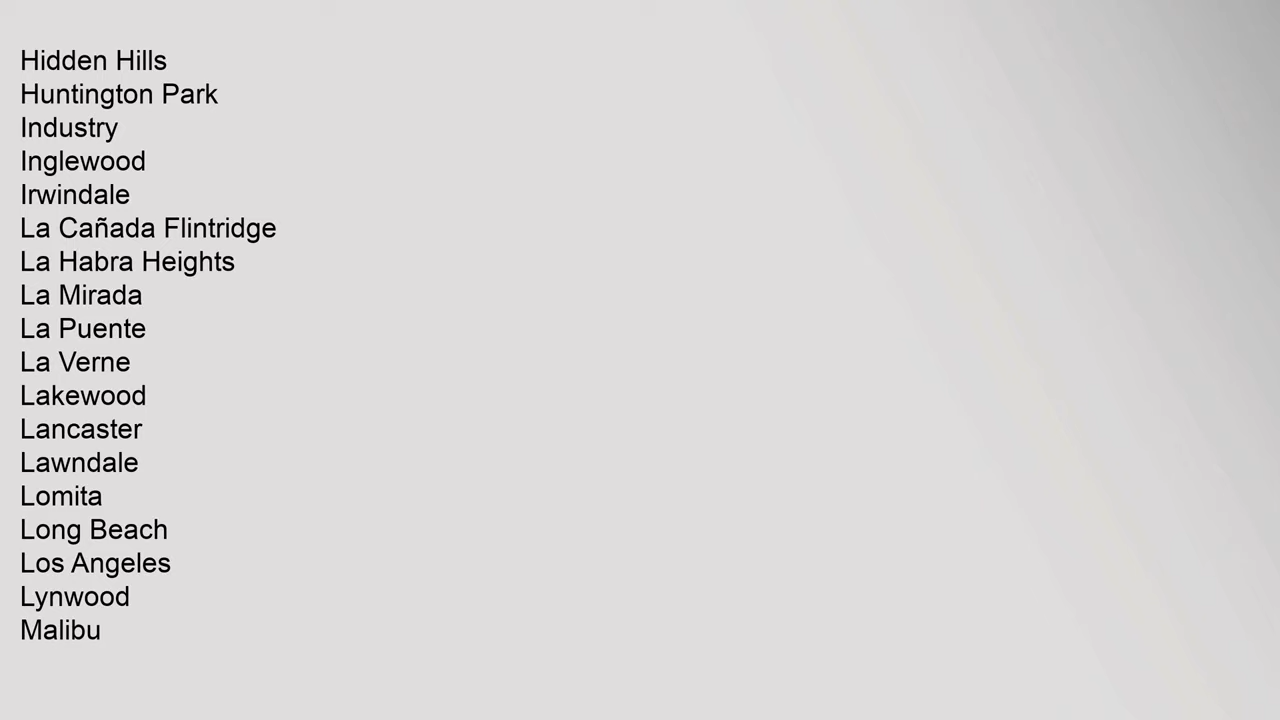 Hidden Hills
Huntington Park
Industry
Inglewood
Irwindale
La Cañada Flintridge
La Habra Heights
La Mirada
La Puente
La Verne
Lakewood
Lancaster
Lawndale
Lomita
Long Beach
Los Angeles
Lynwood
Malibu